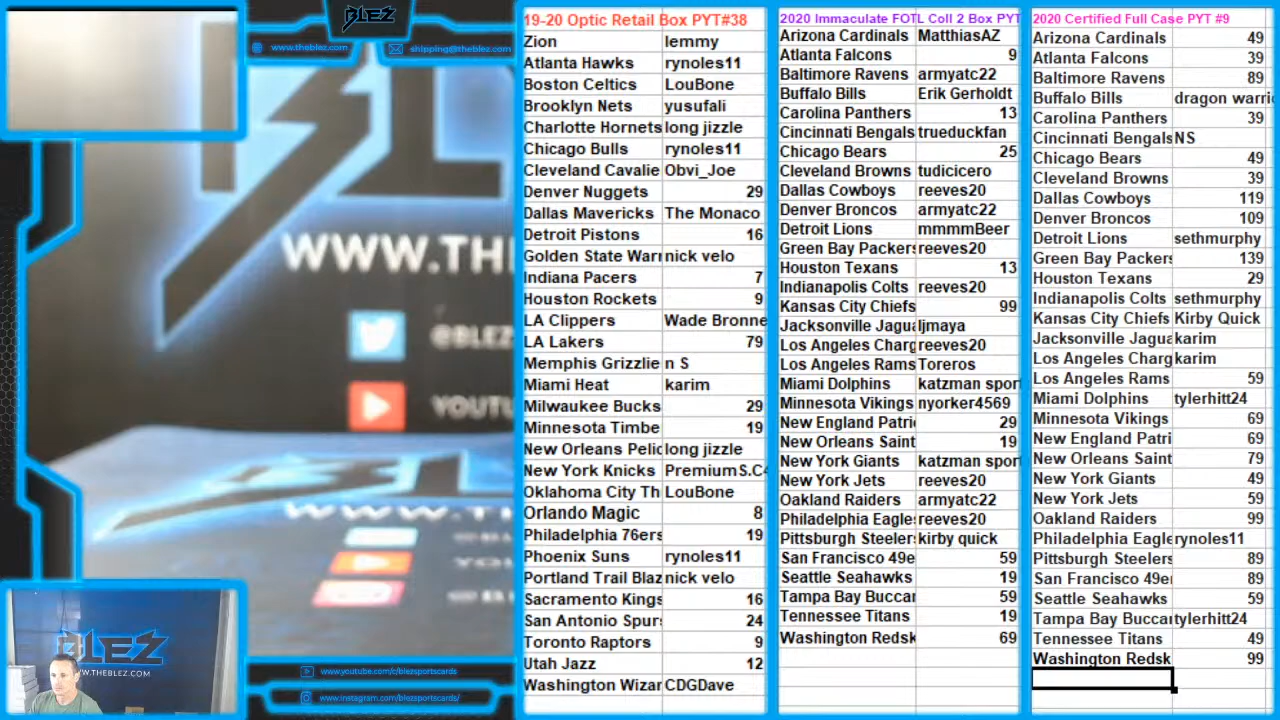 BLEZ
www.theblez.com
shipping@theblez.com
WWW.TH
@BLEZ
YOUTU
BLEZ
WWW.THEBLEZ.COM
www.youtube.com/c/blezsportscards
www.instagram.com/blezsportscards/
19-20 Optic Retail Box PYT#38
Zion lemmy
Atlanta Hawks rynoles11
Boston Celtics LouBone
Brooklyn Nets yusufali
Charlotte Hornets long jizzle
Chicago Bulls rynoles11
Cleveland Cavalie Obvi_Joe
Denver Nuggets 29
Dallas Mavericks The Monaco
Detroit Pistons 16
Golden State Warr nick velo
Indiana Pacers 7
Houston Rockets 9
LA Clippers Wade Bronne
LA Lakers 79
Memphis Grizzlie n S
Miami Heat karim
Milwaukee Bucks 29
Minnesota Timbe 19
New Orleans Pelic long jizzle
New York Knicks PremiumS.C4
Oklahoma City Th LouBone
Orlando Magic 8
Philadelphia 76ers 19
Phoenix Suns rynoles11
Portland Trail Blaz nick velo
Sacramento Kings 16
San Antonio Spurs 24
Toronto Raptors 9
Utah Jazz 12
Washington Wizar CDGDave
2020 Immaculate FOTL Coll 2 Box PYT
Arizona Cardinals MatthiasAZ
Atlanta Falcons 9
Baltimore Ravens armyatc22
Buffalo Bills Erik Gerholdt
Carolina Panthers 13
Cincinnati Bengals trueduckfan
Chicago Bears 25
Cleveland Browns tudicicero
Dallas Cowboys reeves20
Denver Broncos armyatc22
Detroit Lions mmmmBeer
Green Bay Packers reeves20
Houston Texans 13
Indianapolis Colts reeves20
Kansas City Chiefs 99
Jacksonville Jagua ljmaya
Los Angeles Charg reeves20
Los Angeles Rams Toreros
Miami Dolphins katzman sport
Minnesota Vikings nyorker4569
New England Patri 29
New Orleans Saint 19
New York Giants katzman sport
New York Jets reeves20
Oakland Raiders armyatc22
Philadelphia Eagles reeves20
Pittsburgh Steelers kirby quick
San Francisco 49e 59
Seattle Seahawks 19
Tampa Bay Buccar 59
Tennessee Titans 19
Washington Redsk 69
2020 Certified Full Case PYT #9
Arizona Cardinals 49
Atlanta Falcons 39
Baltimore Ravens 89
Buffalo Bills dragon warri
Carolina Panthers 39
Cincinnati Bengals NS
Chicago Bears 49
Cleveland Browns 39
Dallas Cowboys 119
Denver Broncos 109
Detroit Lions sethmurphy
Green Bay Packers 139
Houston Texans 29
Indianapolis Colts sethmurphy
Kansas City Chiefs Kirby Quick
Jacksonville Jagua karim
Los Angeles Charg karim
Los Angeles Rams 59
Miami Dolphins tylerhitt24
Minnesota Vikings 69
New England Patri 69
New Orleans Saint 79
New York Giants 49
New York Jets 59
Oakland Raiders 99
Philadelphia Eagle rynoles11
Pittsburgh Steelers 89
San Francisco 49er 89
Seattle Seahawks 59
Tampa Bay Buccar tylerhitt24
Tennessee Titans 49
Washington Redsk 99